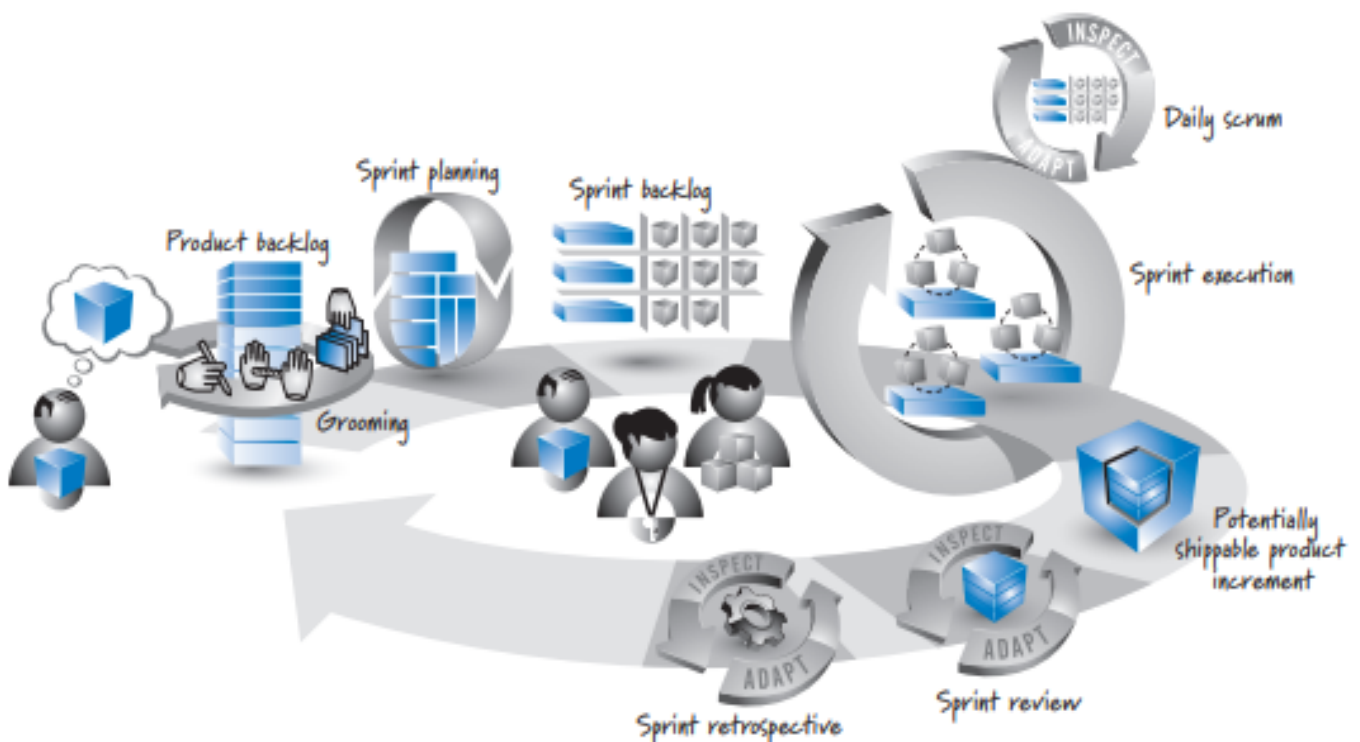 INSPECT
ADAPT
Daily scrum
Sprint planning
Sprint backlog
Product backlog
Sprint execution
Grooming
Potentially
shippable product
increment
INSPECT
ADAPT
Sprint review
INSPECT
ADAPT
Sprint retrospective